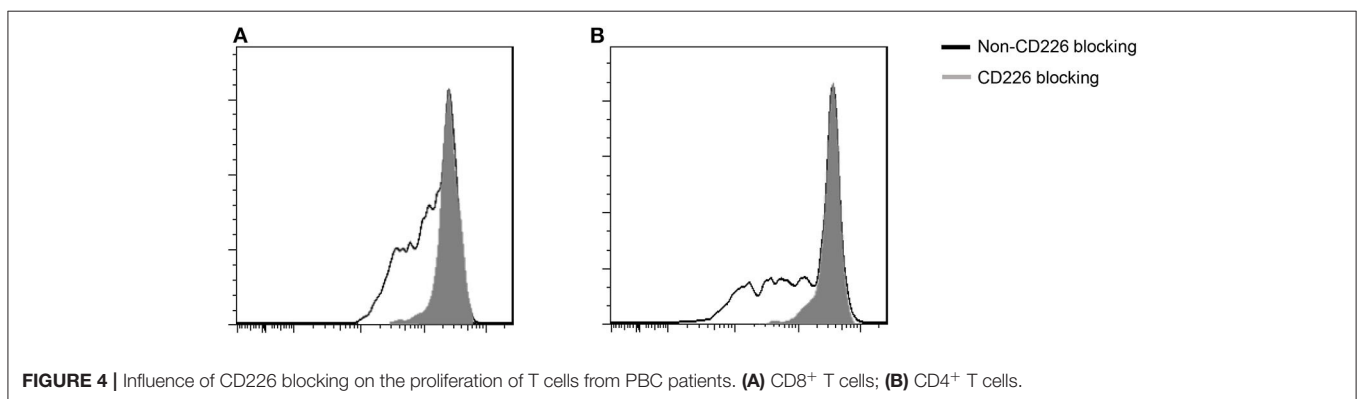 A
B
Non-CD226 blocking
CD226 blocking
FIGURE 4 | Influence of CD226 blocking on the proliferation of T cells from PBC patients. (A) CD8+ T cells; (B) CD4+ T cells.